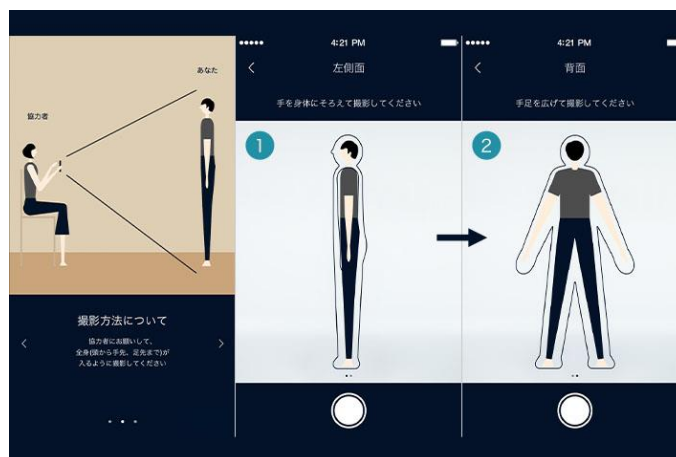 あなた
協力者
撮影方法について
協力者にお願いして、
全身(頭から手先、足先まで)が
入るように撮影してください
4:21 PM
左側面
手を身体にそろえて撮影してください
1
4:21 PM
背面
手足を広げて撮影してください
2